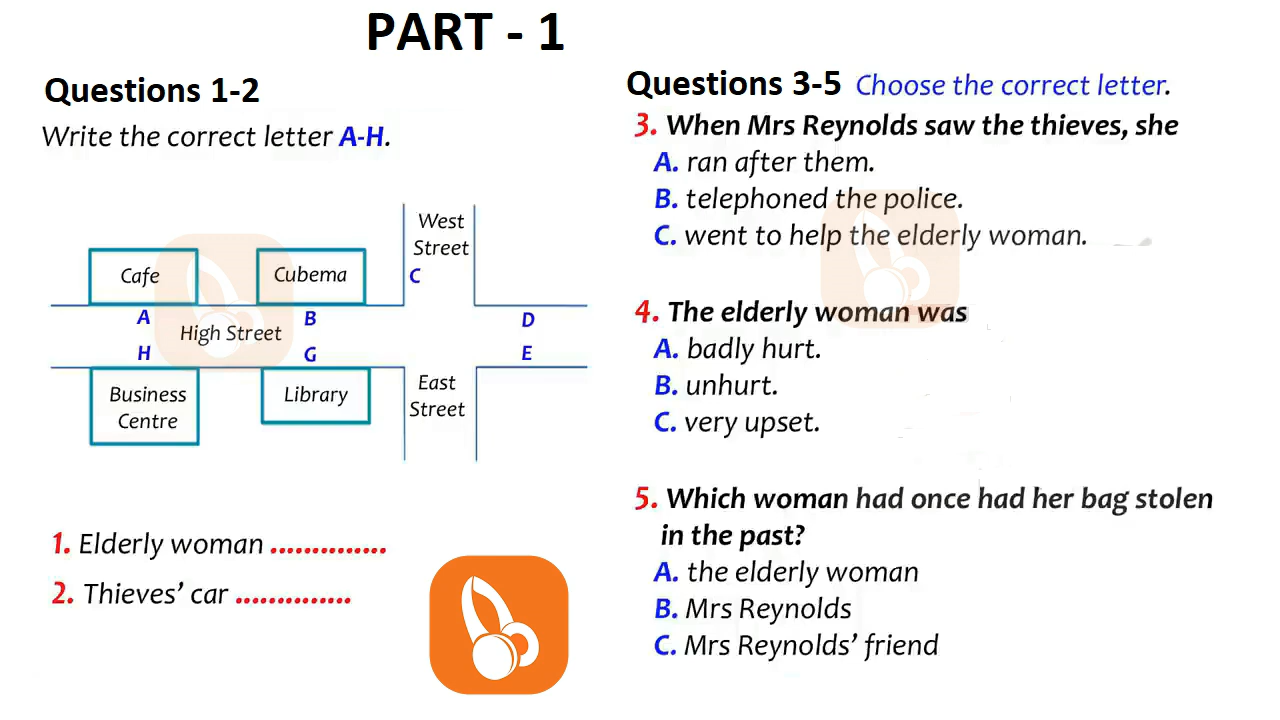 PART - 1
Questions 1-2
Write the correct letter A-H.
West
Street
Cafe
Cubema
C
A
B
D
High Street
H
G
E
Business
Centre
Library
East
Street
1. Elderly woman ..............
2. Thieves' car ..............
Questions 3-5 Choose the correct letter.
3. When Mrs Reynolds saw the thieves, she
A. ran after them.
B. telephoned the police.
C. went to help the elderly woman.
4. The elderly woman was
A. badly hurt.
B. unhurt.
C. very upset.
5. Which woman had once had her bag stolen
in the past?
A. the elderly woman
B. Mrs Reynolds
C. Mrs Reynolds' friend